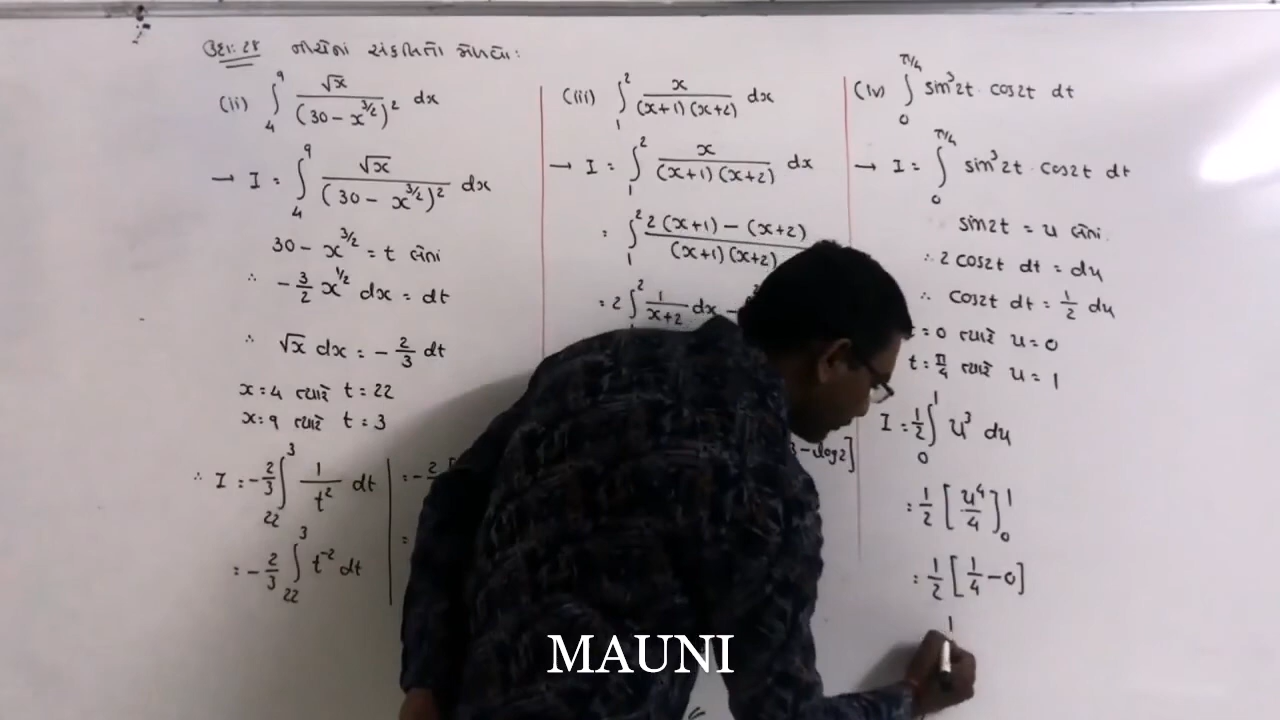 ઉદા: 28 નીચેનાં સંકલિતો મેળવો:
(ii) ∫₄⁹ √x / (30 − x^(3/2))² dx
→ I = ∫₄⁹ √x / (30 − x^(3/2))² dx
30 − x^(3/2) = t લેતાં
∴ −3/2 x^(1/2) dx = dt
∴ √x dx = −2/3 dt
x = 4 ત્યારે t = 22
x = 9 ત્યારે t = 3
∴ I = −2/3 ∫₂₂³ 1/t² dt
= −2/3 ∫₂₂³ t⁻² dt
= −2/3 [
=
(iii) ∫₁² x / (x+1)(x+2) dx
→ I = ∫₁² x / (x+1)(x+2) dx
= ∫₁² 2(x+1) − (x+2) / (x+1)(x+2)
= 2 ∫₁² 1/(x+2) dx −
3 − log2]
(iv) ∫₀^(π/4) sin³2t · cos2t dt
→ I = ∫₀^(π/4) sin³2t · cos2t dt
sin2t = u લેતાં.
∴ 2 cos2t dt = du
∴ cos2t dt = 1/2 du
t = 0 ત્યારે u = 0
t = π/4 ત્યારે u = 1
I = 1/2 ∫₀¹ u³ du
= 1/2 [u⁴/4]₀¹
= 1/2 [1/4 − 0]
1
MAUNI